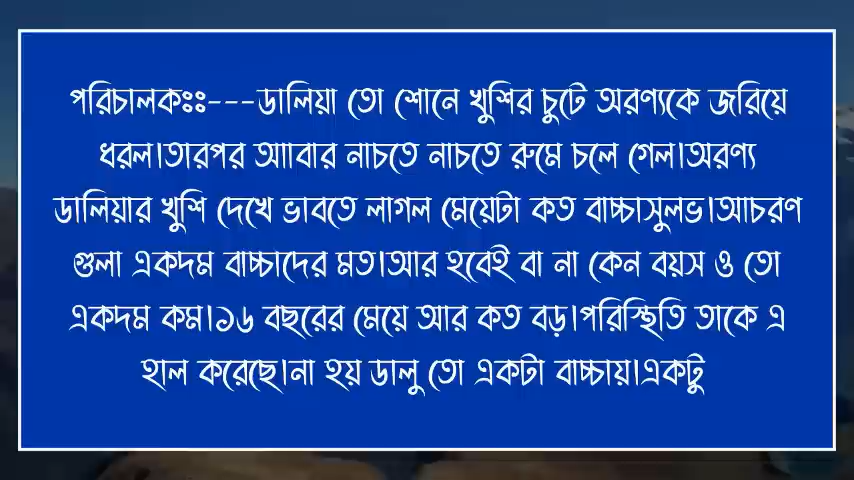 পরিচালকঃঃ---ডালিয়া তো শোনে খুশির চুটে অরণ্যকে জরিয়ে
ধরল।তারপর আাবার নাচতে নাচতে রুমে চলে গেল।অরণ্য
ডালিয়ার খুশি দেখে ভাবতে লাগল মেয়েটা কত বাচ্চাসুলভ।আচরণ
গুলা একদম বাচ্চাদের মত।আর হবেই বা না কেন বয়স ও তো
একদম কম।১৬ বছরের মেয়ে আর কত বড়।পরিস্থিতি তাকে এ
হাল করেছে।না হয় ডালু তো একটা বাচ্চায়।একটু